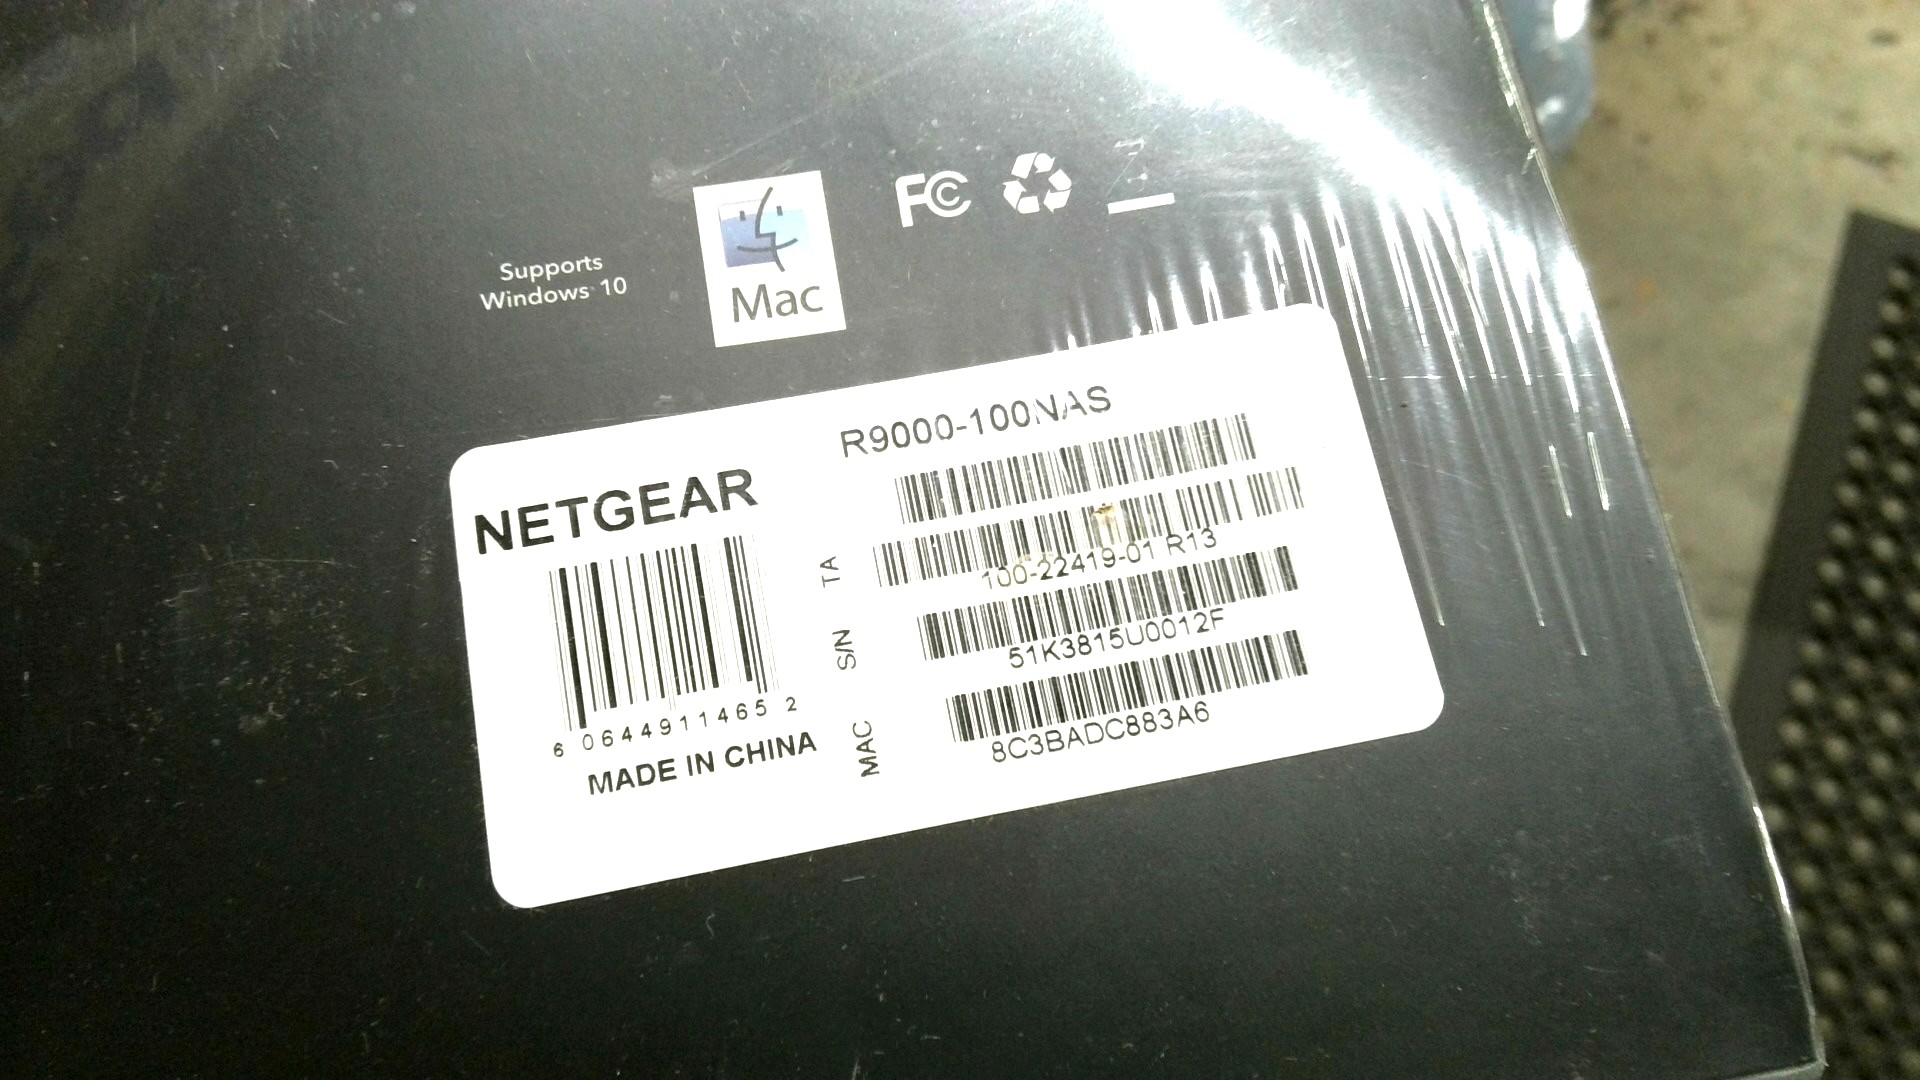 Supports
Windows 10
Mac
FC
NETGEAR
6 06449 11465 2
MADE IN CHINA
R9000-100NAS
TA
100-22419-01 R13
S/N
51K3815U0012F
MAC
8C3BADC883A6